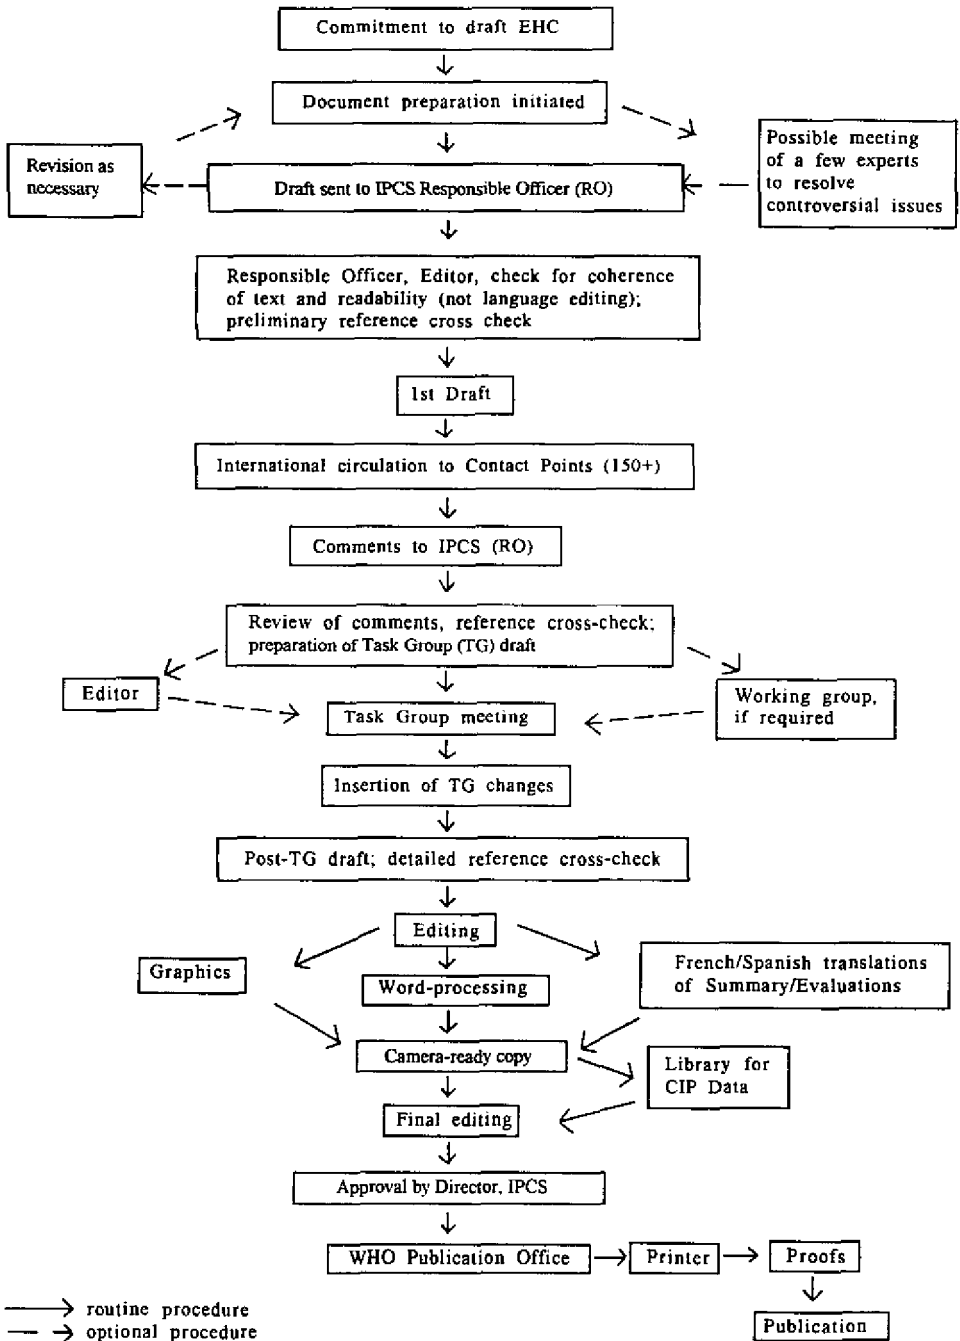 Commitment to draft EHC
Document preparation initiated
Possible meeting
of a few experts
to resolve
controversial issues
Revision as
necessary
Draft sent to IPCS Responsible Officer (RO)
Responsible Officer, Editor, check for coherence
of text and readability (not language editing);
preliminary reference cross check
1st Draft
International circulation to Contact Points (150+)
Comments to IPCS (RO)
Review of comments, reference cross-check;
preparation of Task Group (TG) draft
Editor
Working group,
if required
Task Group meeting
Insertion of TG changes
Post-TG draft; detailed reference cross-check
Editing
Graphics
French/Spanish translations
of Summary/Evaluations
Word-processing
Camera-ready copy
Library for
CIP Data
Final editing
Approval by Director, IPCS
WHO Publication Office
Printer
Proofs
Publication
routine procedure
optional procedure